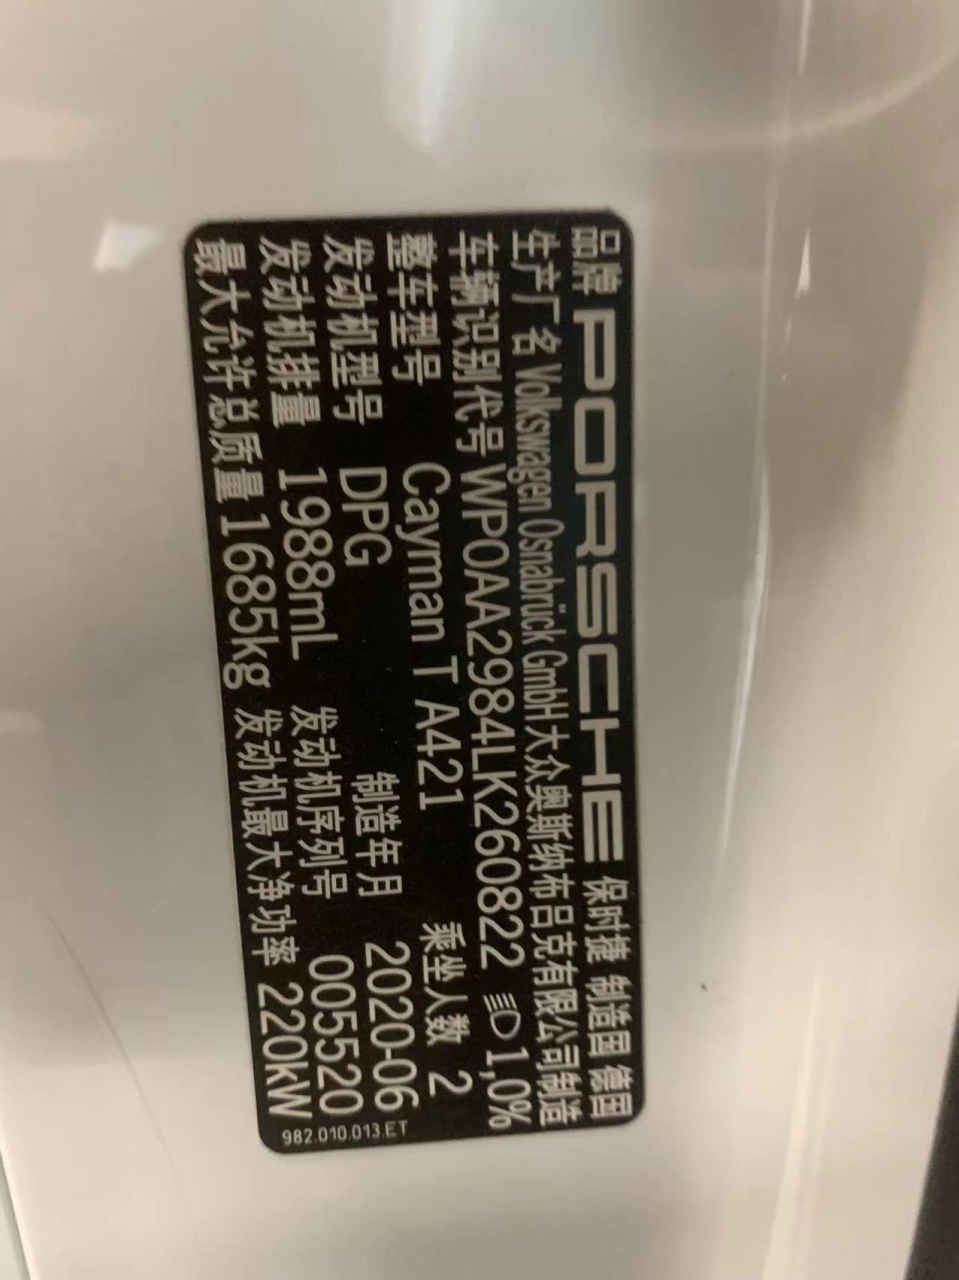 品牌 PORSCHE 保时捷 制造国 德国
生产厂名 Volkswagen Osnabrück GmbH 大众奥斯纳布吕克有限公司制造
车辆识别代号 WP0AA2984LK260822 1,0%
整车型号 Cayman T A421 乘坐人数 2
发动机型号 DPG 制造年月 2020-06
发动机排量 1988mL 发动机序列号 005520
最大允许总质量 1685kg 发动机最大净功率 220kW
982.010.013.ET